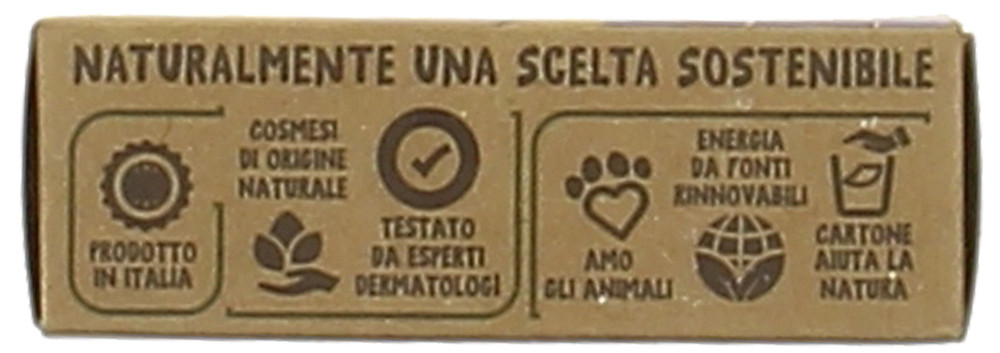 NATURALMENTE UNA SCELTA SOSTENIBILE
PRODOTTO
IN ITALIA
COSMESI
DI ORIGINE
NATURALE
TESTATO
DA ESPERTI
DERMATOLOGI
AMO
GLI ANIMALI
ENERGIA
DA FONTI
RINNOVABILI
CARTONE
AIUTA LA
NATURA